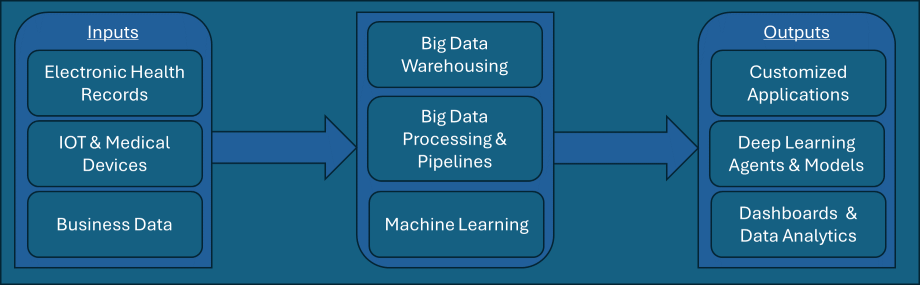 Inputs
Electronic Health
Records
IOT & Medical
Devices
Business Data
Big Data
Warehousing
Big Data
Processing &
Pipelines
Machine Learning
Outputs
Customized
Applications
Deep Learning
Agents & Models
Dashboards &
Data Analytics